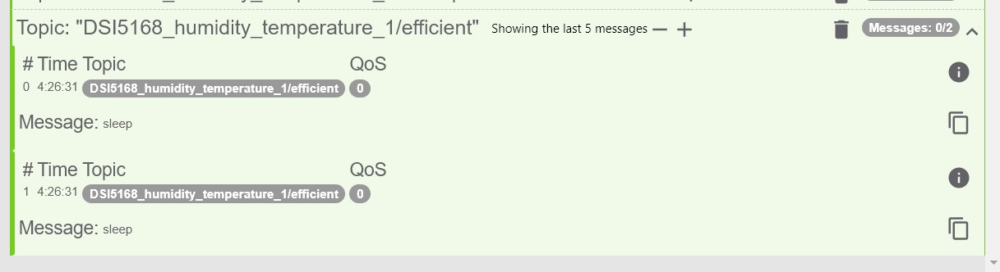 Topic: "DSI5168_humidity_temperature_1/efficient" Showing the last 5 messages Messages: 0/2
# Time Topic QoS
0 4:26:31 DSI5168_humidity_temperature_1/efficient 0
Message: sleep
# Time Topic QoS
1 4:26:31 DSI5168_humidity_temperature_1/efficient 0
Message: sleep